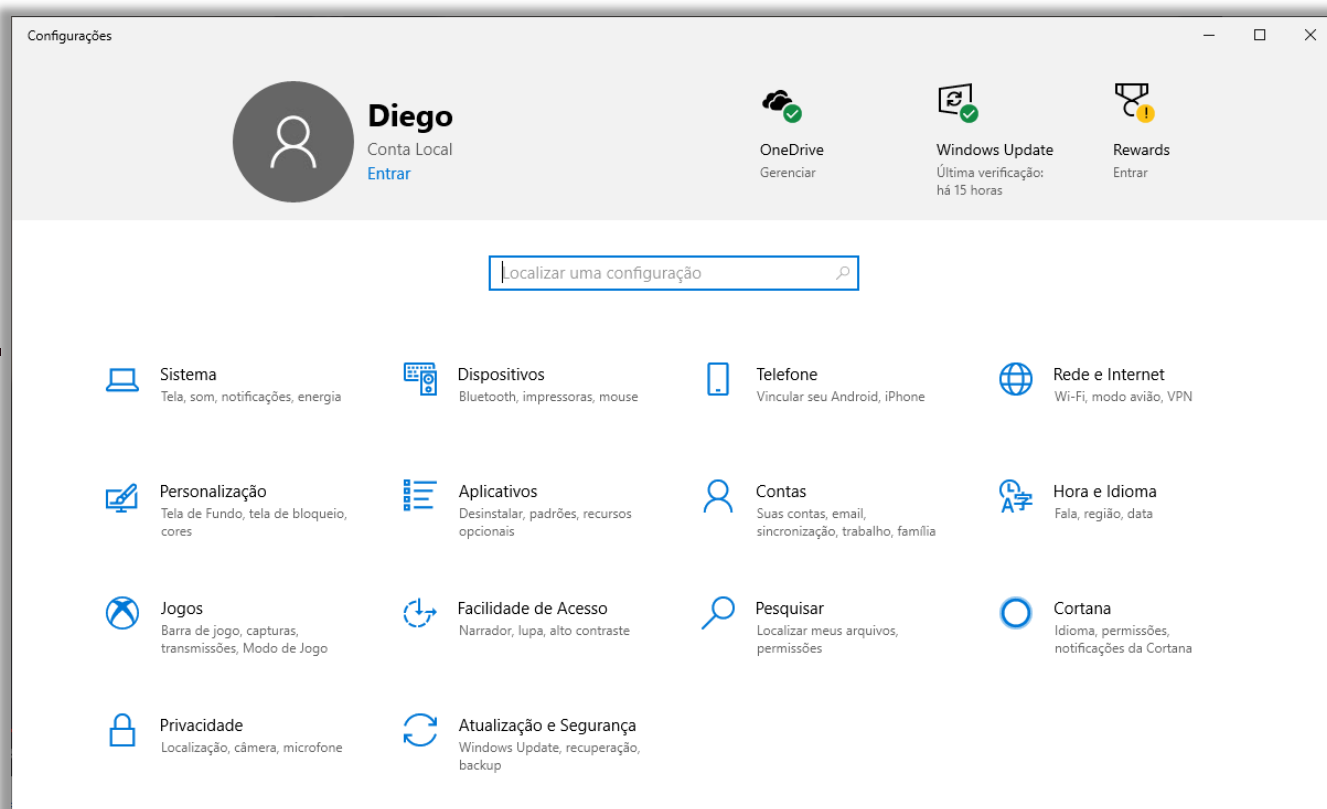 Configurações
Diego
Conta Local
Entrar
OneDrive
Gerenciar
Windows Update
Última verificação:
há 15 horas
Rewards
Entrar
Localizar uma configuração
Sistema
Tela, som, notificações, energia
Dispositivos
Bluetooth, impressoras, mouse
Telefone
Vincular seu Android, iPhone
Rede e Internet
Wi-Fi, modo avião, VPN
Personalização
Tela de Fundo, tela de bloqueio,
cores
Aplicativos
Desinstalar, padrões, recursos
opcionais
Contas
Suas contas, email,
sincronização, trabalho, família
Hora e Idioma
Fala, região, data
Jogos
Barra de jogo, capturas,
transmissões, Modo de Jogo
Facilidade de Acesso
Narrador, lupa, alto contraste
Pesquisar
Localizar meus arquivos,
permissões
Cortana
Idioma, permissões,
notificações da Cortana
Privacidade
Localização, câmera, microfone
Atualização e Segurança
Windows Update, recuperação,
backup